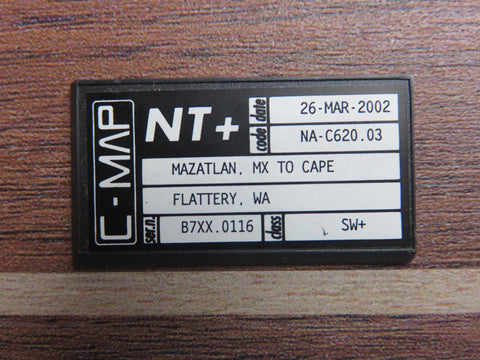 C-MAP
NT+
date 26-MAR-2002
code NA-C620.03
MAZATLAN, MX TO CAPE
FLATTERY, WA
ser.n. B7XX.0116 class SW+